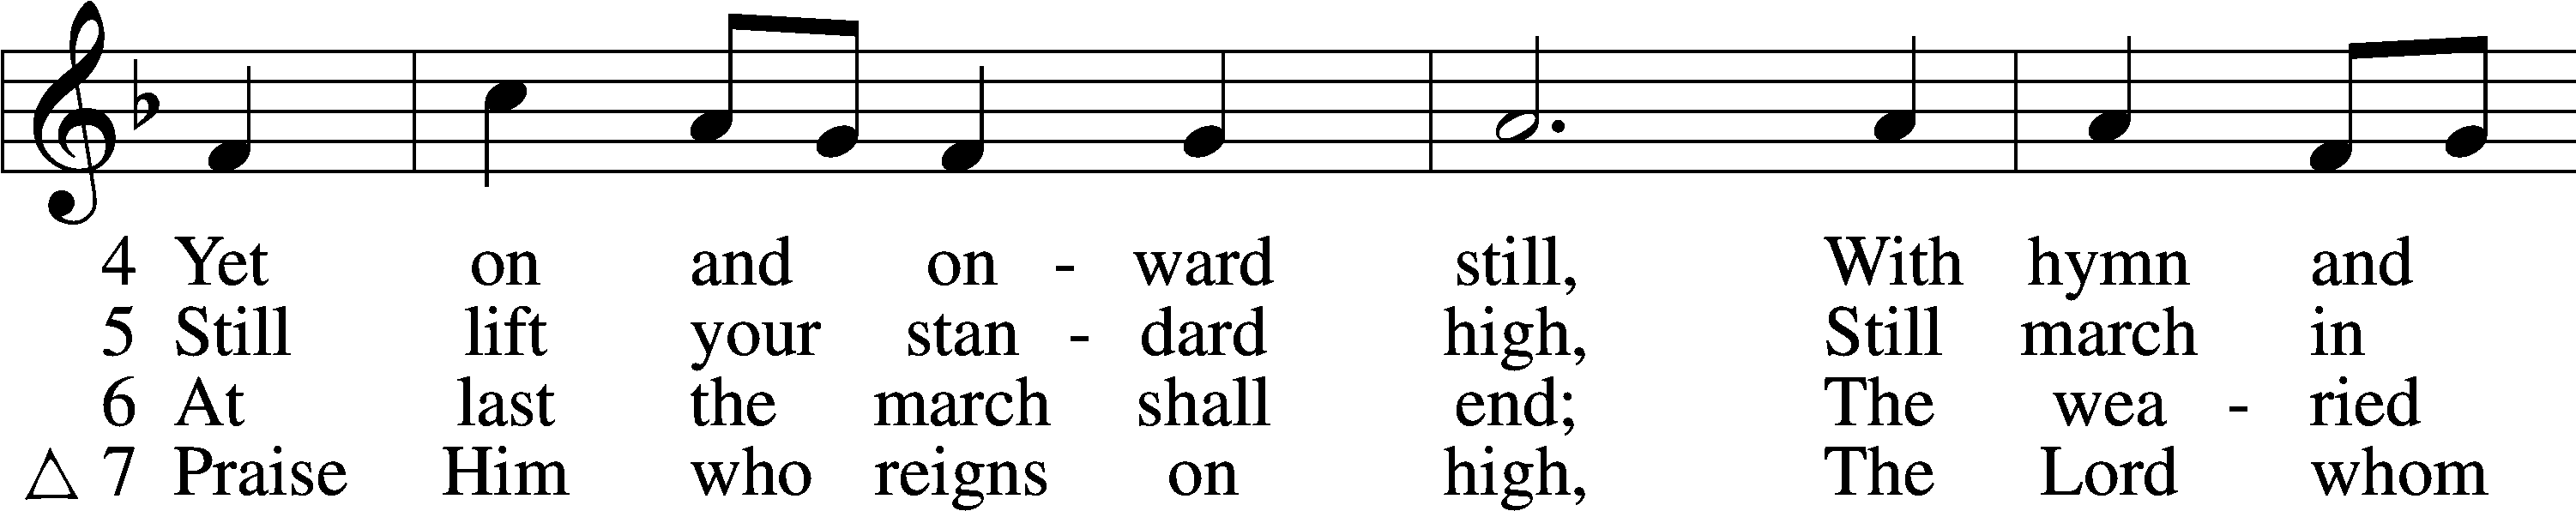 4 Yet on and on - ward still, With hymn and
5 Still lift your stan - dard high, Still march in
6 At last the march shall end; The wea - ried
△ 7 Praise Him who reigns on high, The Lord whom